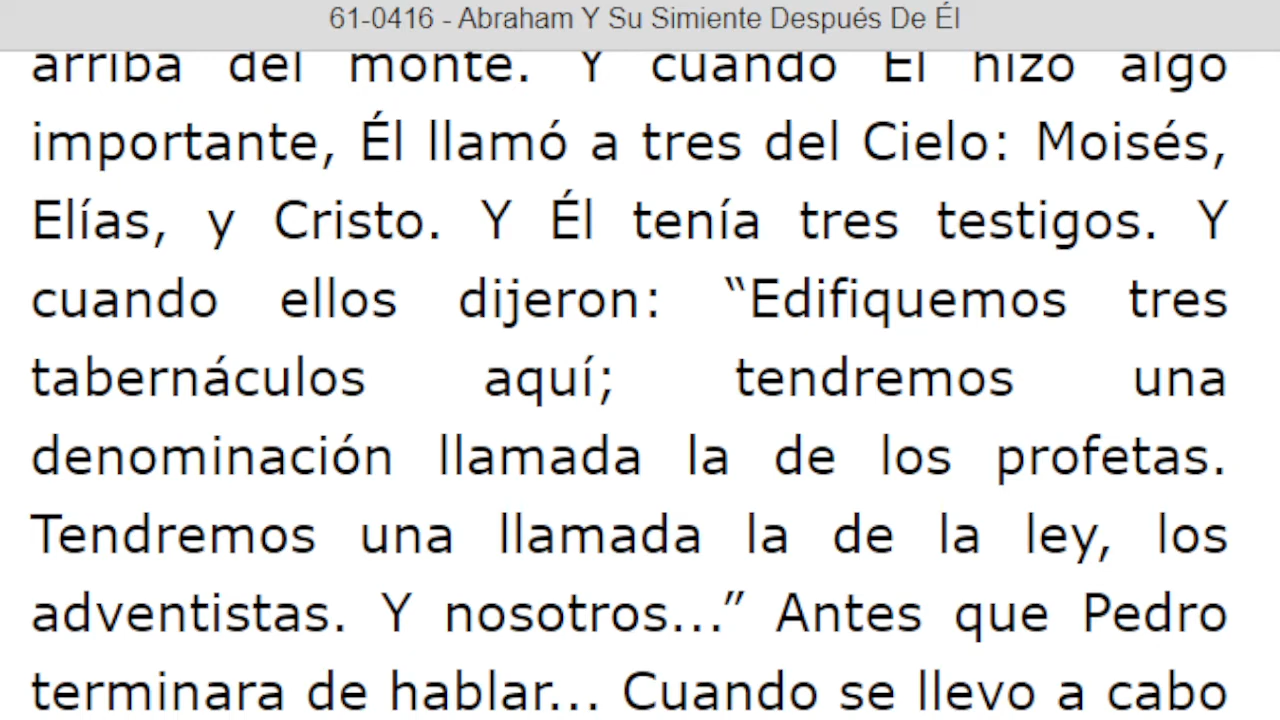 61-0416 - Abraham Y Su Simiente Después De Él
arriba del monte. Y cuando Él hizo algo
importante, Él llamó a tres del Cielo: Moisés,
Elías, y Cristo. Y Él tenía tres testigos. Y
cuando ellos dijeron: “Edifiquemos tres
tabernáculos aquí; tendremos una
denominación llamada la de los profetas.
Tendremos una llamada la de la ley, los
adventistas. Y nosotros...” Antes que Pedro
terminara de hablar... Cuando se llevo a cabo